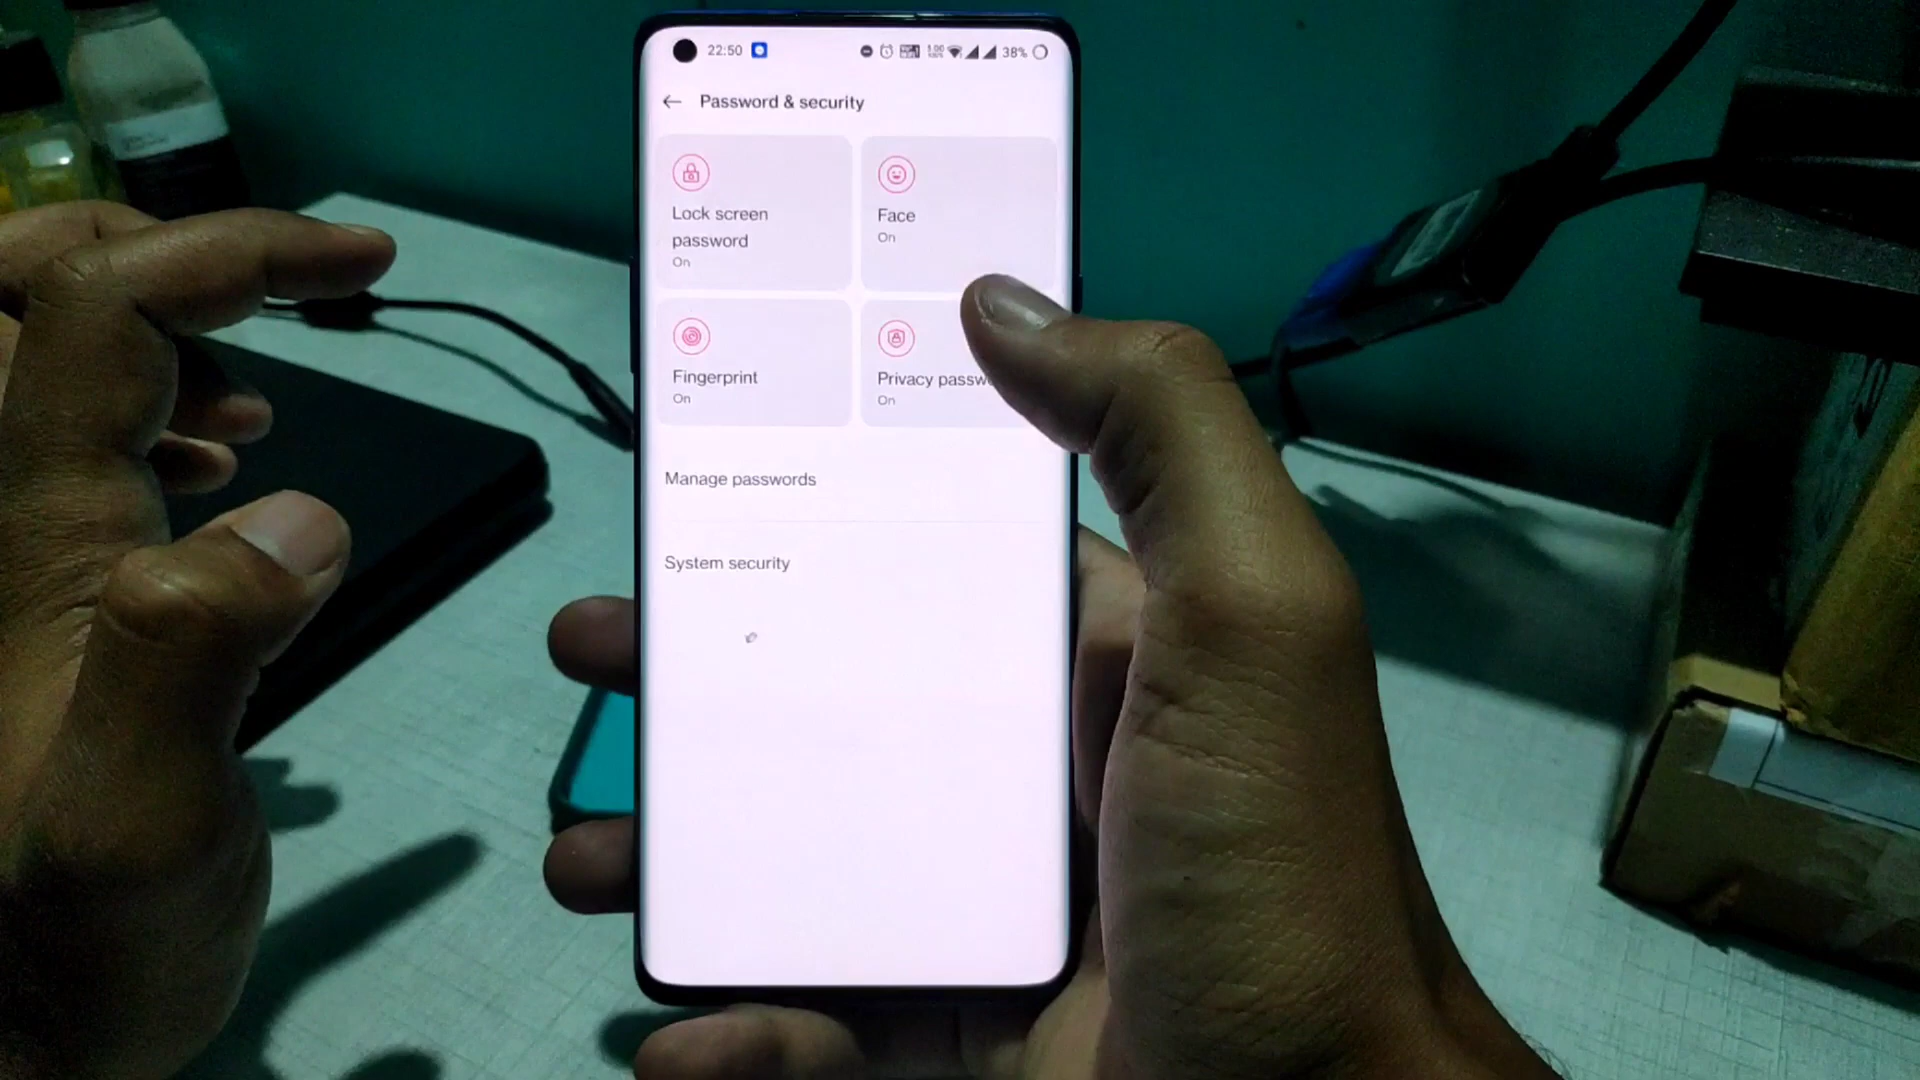 22:50
38%
Password & security
Lock screen
password
On
Face
On
Fingerprint
On
Privacy passw
On
Manage passwords
System security